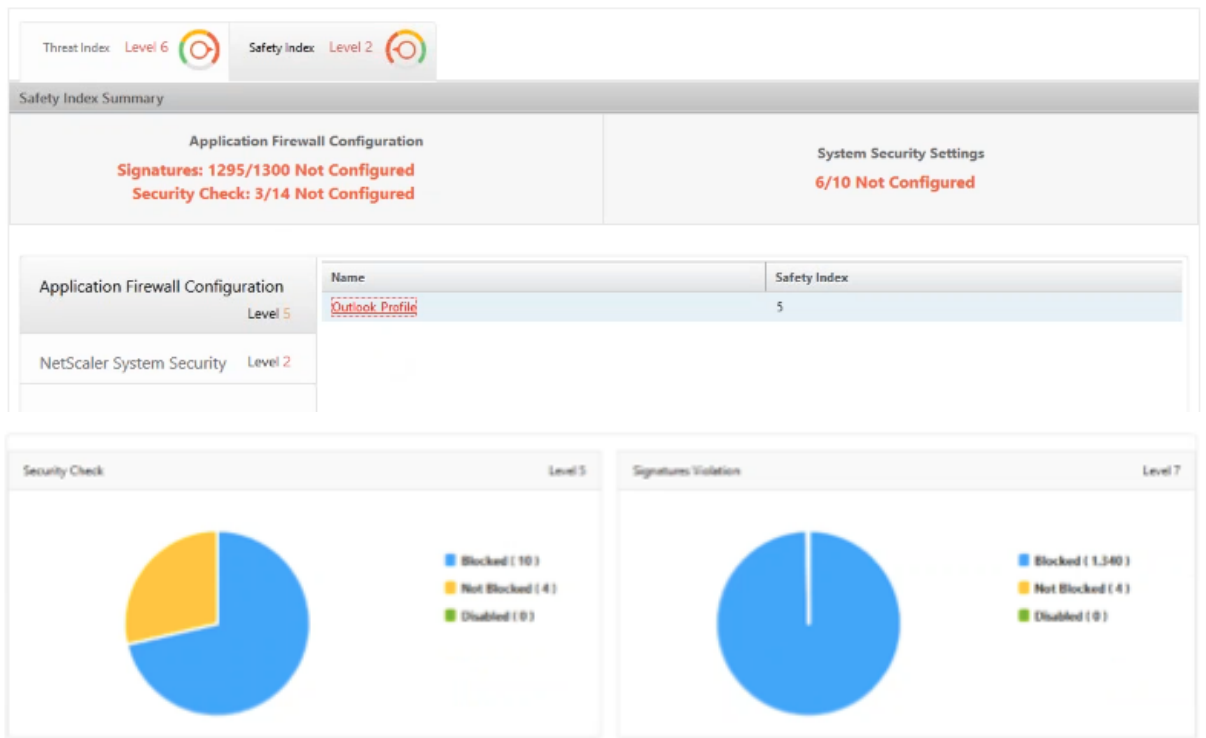 Threat Index Level 6
Safety Index Level 2
Safety Index Summary
Application Firewall Configuration
Signatures: 1295/1300 Not Configured
Security Check: 3/14 Not Configured
System Security Settings
6/10 Not Configured
Application Firewall Configuration
Level 5
NetScaler System Security Level 2
Name Safety Index
Outlook Profile 5
Security Check Level 5
Blocked ( 10 )
Not Blocked ( 4 )
Disabled ( 0 )
Signatures Violation Level 7
Blocked ( 1,340 )
Not Blocked ( 4 )
Disabled ( 0 )